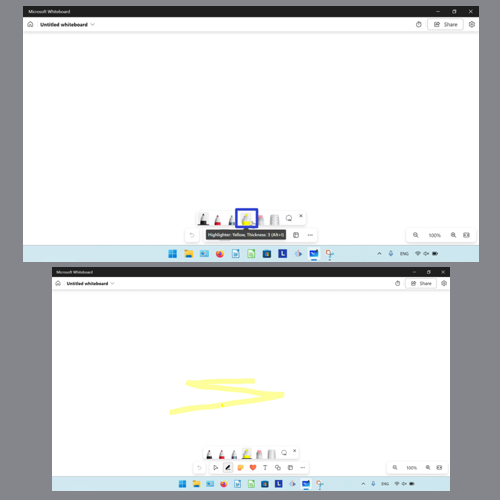 Microsoft Whiteboard
Untitled whiteboard
Share
Highlighter: Yellow, Thickness: 3 (Alt+I)
100%
ENG
Microsoft Whiteboard
Untitled whiteboard
Share
T
100%
ENG